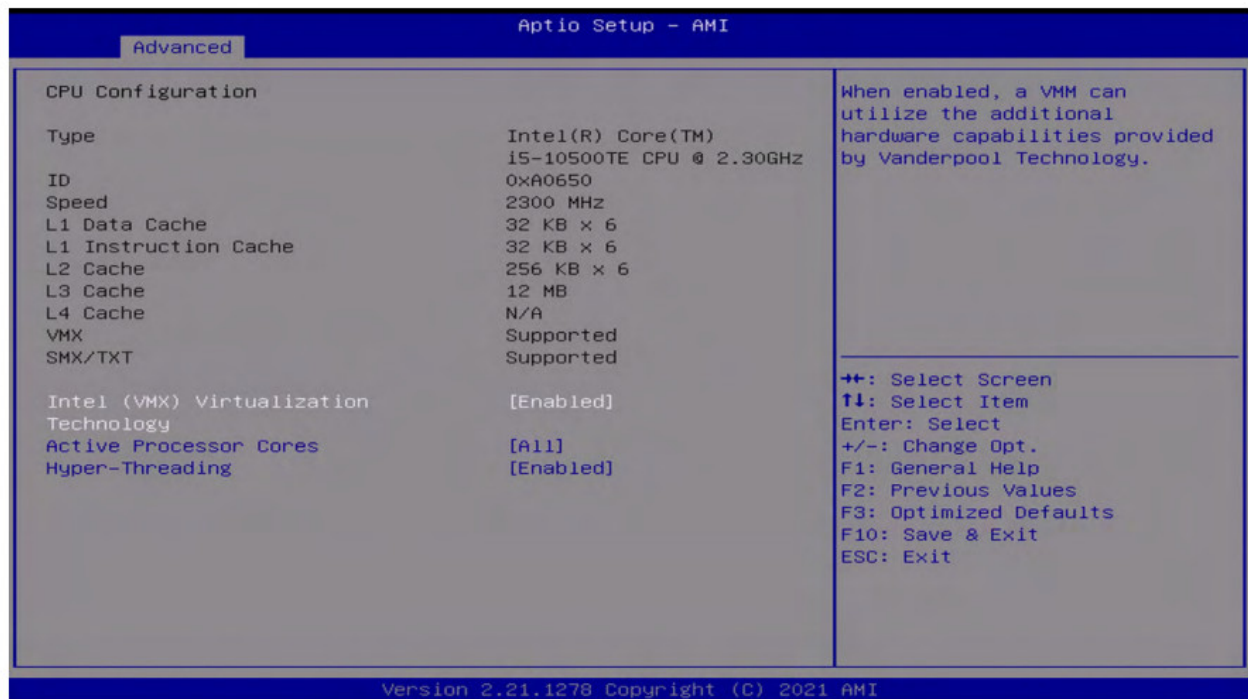 Aptio Setup – AMI
Advanced
CPU Configuration
Type Intel(R) Core(TM)
i5-10500TE CPU @ 2.30GHz
ID 0xA0650
Speed 2300 MHz
L1 Data Cache 32 KB x 6
L1 Instruction Cache 32 KB x 6
L2 Cache 256 KB x 6
L3 Cache 12 MB
L4 Cache N/A
VMX Supported
SMX/TXT Supported
Intel (VMX) Virtualization [Enabled]
Technology
Active Processor Cores [All]
Hyper-Threading [Enabled]
When enabled, a VMM can
utilize the additional
hardware capabilities provided
by Vanderpool Technology.
→←: Select Screen
↑↓: Select Item
Enter: Select
+/-: Change Opt.
F1: General Help
F2: Previous Values
F3: Optimized Defaults
F10: Save & Exit
ESC: Exit
Version 2.21.1278 Copyright (C) 2021 AMI